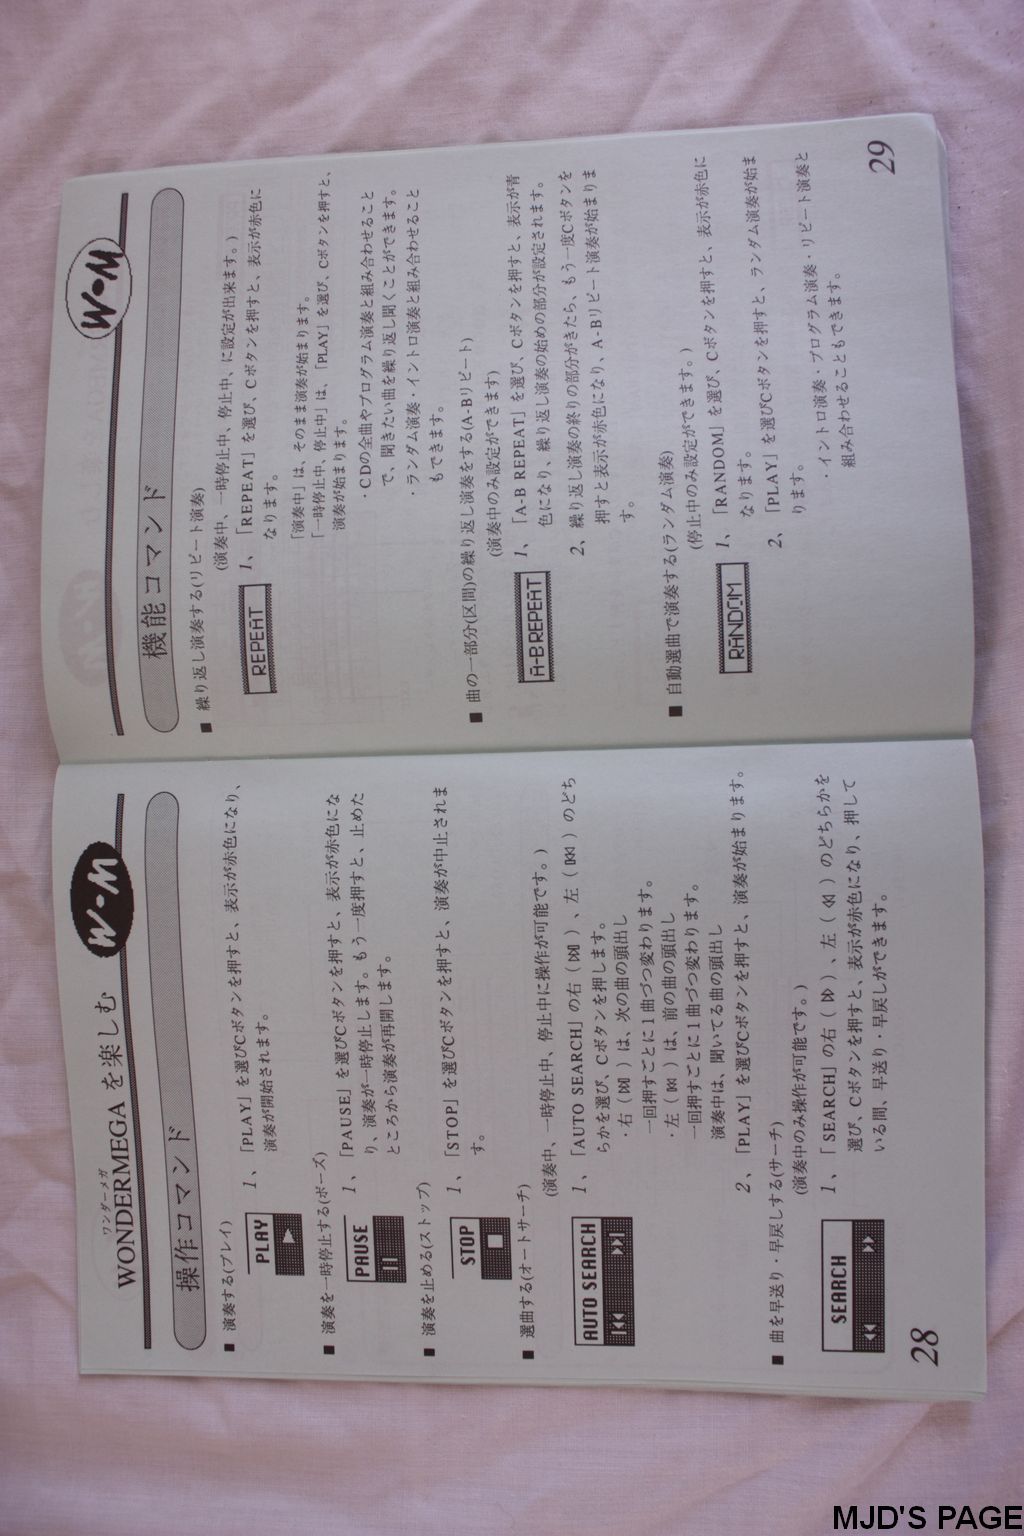 ワンダーメガ
WONDERMEGA を楽しむ
W・M
操作コマンド
■ 演奏する(プレイ)
PLAY
1、「PLAY」を選びCボタンを押すと、表示が赤色になり、
演奏が開始されます。
■ 演奏を一時停止する(ポーズ)
PAUSE
1、「PAUSE」を選びCボタンを押すと、表示が赤色にな
り、演奏が一時停止します。もう一度押すと、止めた
ところから演奏が再開します。
■ 演奏を止める(ストップ)
STOP
1、「STOP」を選びCボタンを押すと、演奏が中止されま
す。
■ 選曲する(オートサーチ)
(演奏中、一時停止中、停止中に操作が可能です。)
AUTO SEARCH
1、「AUTO SEARCH」の右（▷▷|）、左（|◁◁）のどち
らかを選び、Cボタンを押します。
・右（▷▷|）は、次の曲の頭出し
一回押すごとに1曲づつ変わります。
・左（|◁◁）は、前の曲の頭出し
一回押すごとに1曲づつ変わります。
演奏中は、聞いてる曲の頭出し
2、「PLAY」を選びCボタンを押すと、演奏が始まります。
■ 曲を早送り・早戻しする(サーチ)
(演奏中のみ操作が可能です。)
SEARCH
1、「SEARCH」の右（▷▷）、左（◁◁）のどちらかを
選び、Cボタンを押すと、表示が赤色になり、押して
いる間、早送り・早戻しができます。
28
W・M
機能コマンド
■ 繰り返し演奏する(リピート演奏)
(演奏中、一時停止中、停止中、に設定が出来ます。)
REPEAT
1、「REPEAT」を選び、Cボタンを押すと、表示が赤色に
なります。
「演奏中」は、そのまま演奏が始まります。
「一時停止中、停止中」は、「PLAY」を選び、Cボタンを押すと、
演奏が始まります。
・CDの全曲やプログラム演奏と組み合わせること
で、聞きたい曲を繰り返し聞くことができます。
・ランダム演奏・イントロ演奏と組み合わせること
もできます。
■ 曲の一部分(区間)の繰り返し演奏をする(A-Bリピート)
(演奏中のみ設定ができます)
A-B REPEAT
1、「A-B REPEAT」を選び、Cボタンを押すと、表示が青
色になり、繰り返し演奏の始めの部分が設定されます。
2、繰り返し演奏の終りの部分がきたら、もう一度Cボタンを
押すと表示が赤色になり、A-Bリピート演奏が始まりま
す。
■ 自動選曲で演奏する(ランダム演奏)
(停止中のみ設定ができます。)
RANDOM
1、「RANDOM」を選び、Cボタンを押すと、表示が赤色に
なります。
2、「PLAY」を選びCボタンを押すと、ランダム演奏が始ま
ります。
・イントロ演奏・プログラム演奏・リピート演奏と
組み合わせることもできます。
29
MJD'S PAGE